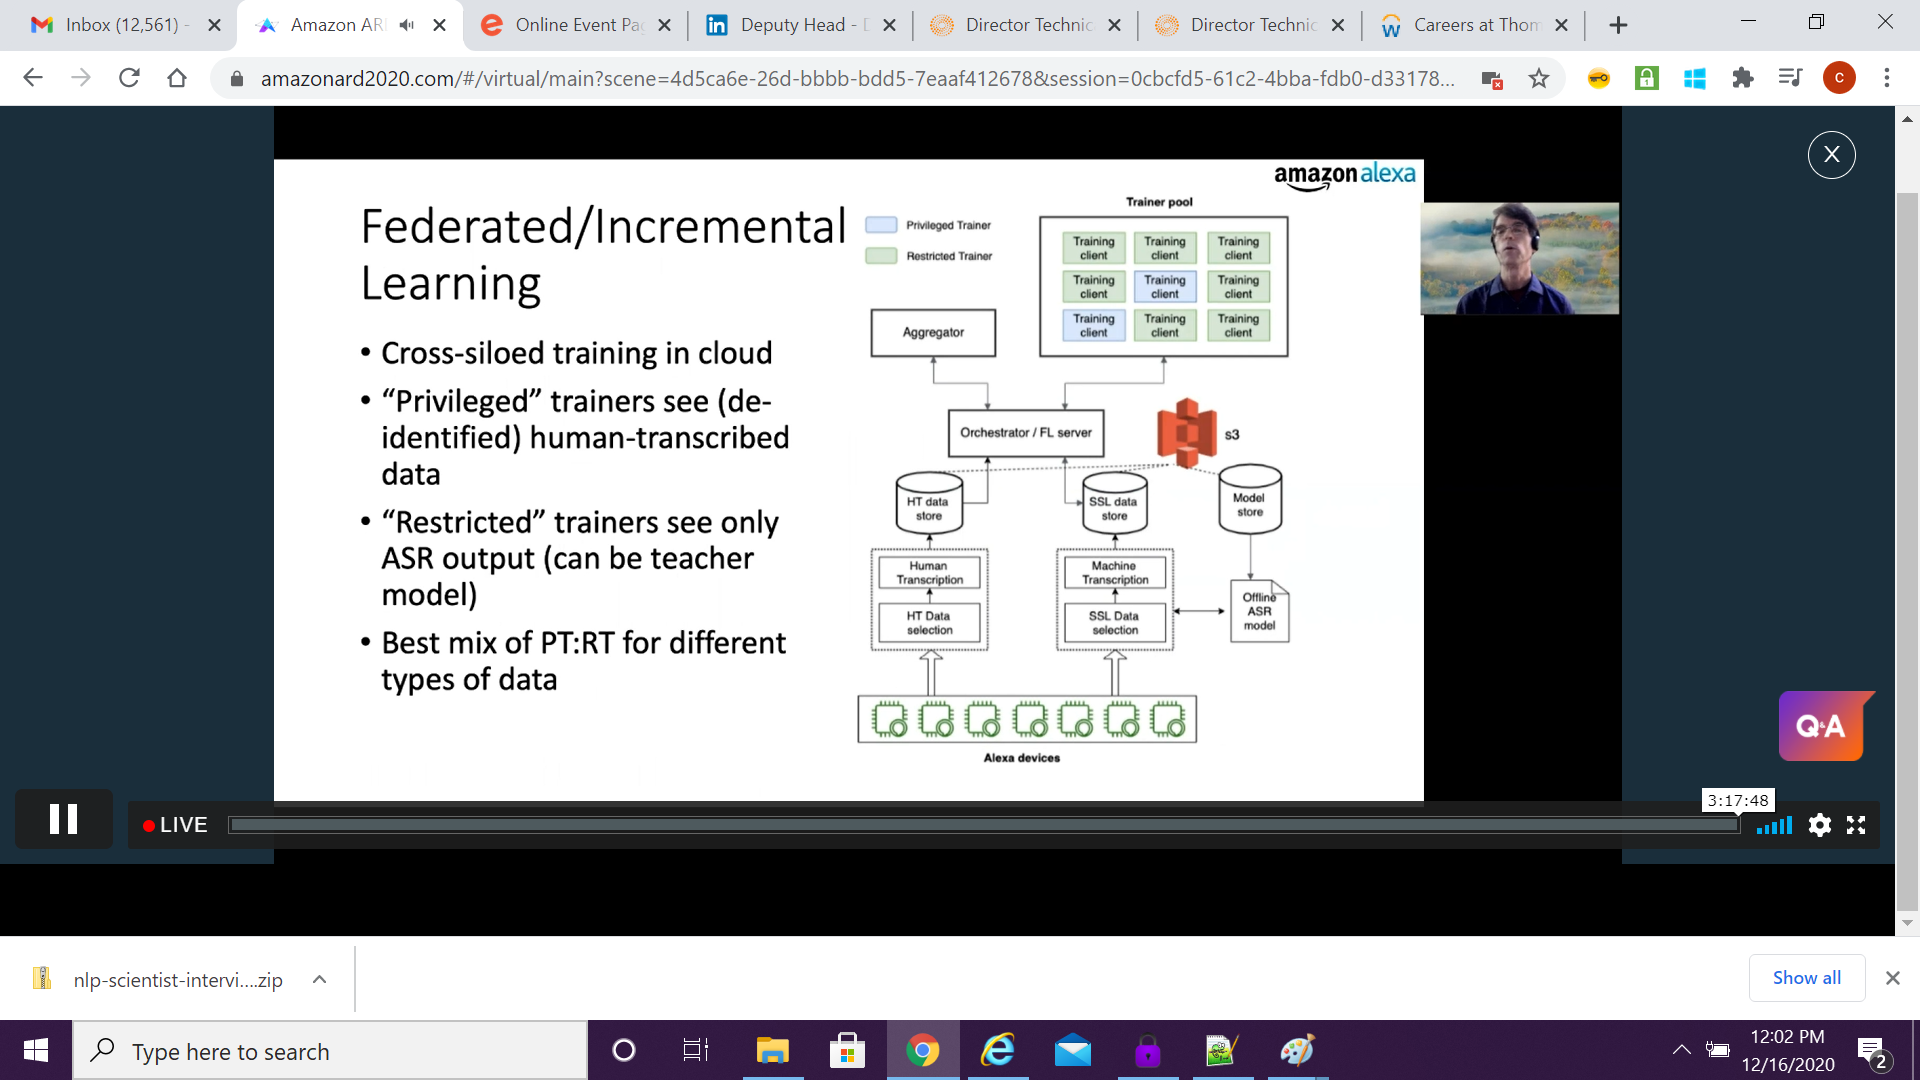 Inbox (12,561) -
Amazon AR
Online Event Pa
Deputy Head - D
Director Technic
Director Technic
Careers at Thom
amazonard2020.com/#/virtual/main?scene=4d5ca6e-26d-bbbb-bdd5-7eaaf412678&session=0cbcfd5-61c2-4bba-fdb0-d33178...
c
X
amazon alexa
Federated/Incremental
Learning
• Cross-siloed training in cloud
• “Privileged” trainers see (de-
identified) human-transcribed
data
• “Restricted” trainers see only
ASR output (can be teacher
model)
• Best mix of PT:RT for different
types of data
Privileged Trainer
Restricted Trainer
Trainer pool
Training
client
Training
client
Training
client
Training
client
Training
client
Training
client
Training
client
Training
client
Training
client
Aggregator
Orchestrator / FL server
s3
HT data
store
SSL data
store
Model
store
Human
Transcription
HT Data
selection
Machine
Transcription
SSL Data
selection
Offline
ASR
model
Alexa devices
Q&A
LIVE
3:17:48
nlp-scientist-intervi....zip
Show all
Type here to search
12:02 PM
12/16/2020
2